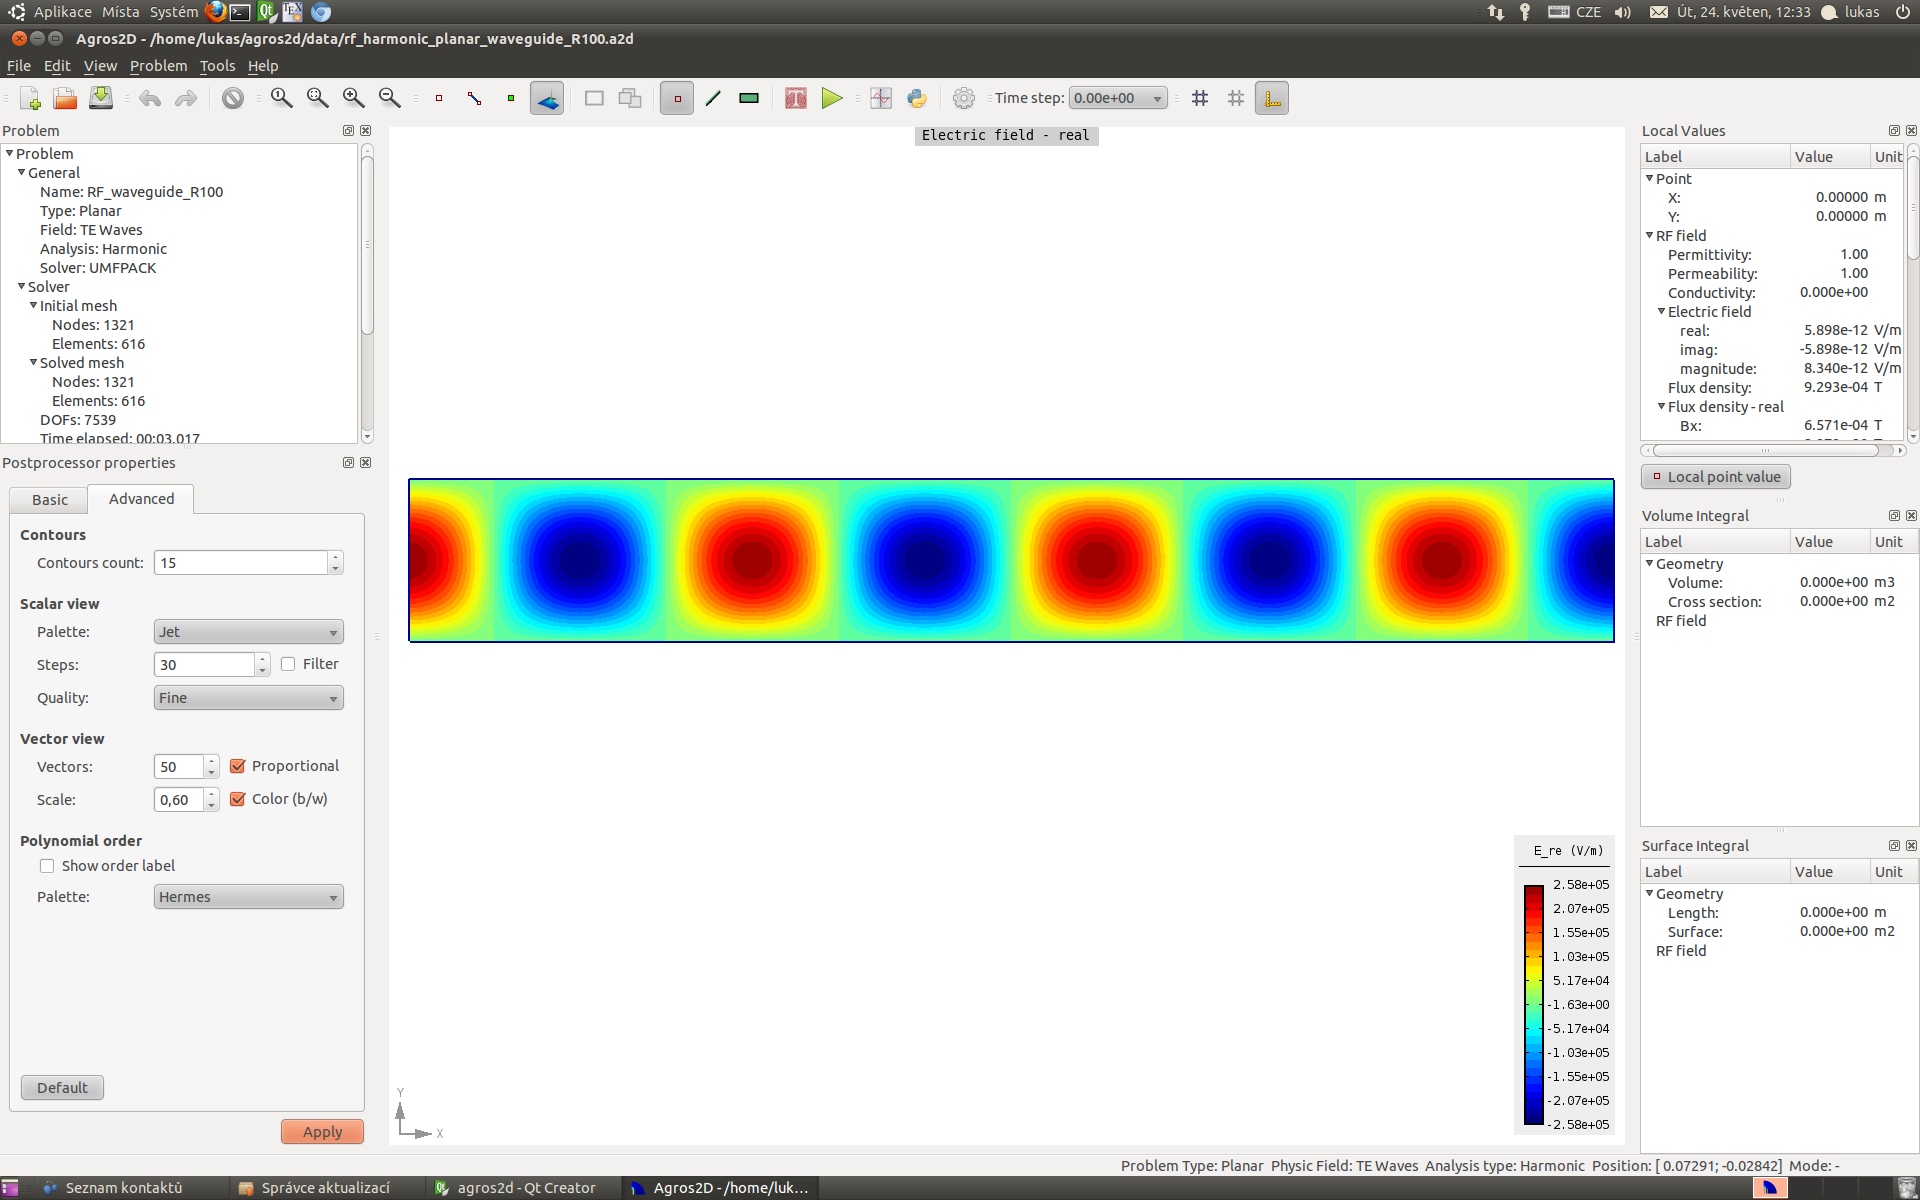 Aplikace Místa Systém CZE Út, 24. květen, 12:33 lukas
Agros2D - /home/lukas/agros2d/data/rf_harmonic_planar_waveguide_R100.a2d
File Edit View Problem Tools Help
Time step: 0.00e+00
Problem
Problem
General
Name: RF_waveguide_R100
Type: Planar
Field: TE Waves
Analysis: Harmonic
Solver: UMFPACK
Solver
Initial mesh
Nodes: 1321
Elements: 616
Solved mesh
Nodes: 1321
Elements: 616
DOFs: 7539
Time elapsed: 00:03.017
Postprocessor properties
Basic Advanced
Contours
Contours count: 15
Scalar view
Palette: Jet
Steps: 30 Filter
Quality: Fine
Vector view
Vectors: 50 Proportional
Scale: 0,60 Color (b/w)
Polynomial order
Show order label
Palette: Hermes
Default
Apply
Electric field - real
E_re (V/m)
2.58e+05
2.07e+05
1.55e+05
1.03e+05
5.17e+04
-1.63e+00
-5.17e+04
-1.03e+05
-1.55e+05
-2.07e+05
-2.58e+05
Y
X
Local Values
Label Value Unit
Point
X: 0.00000 m
Y: 0.00000 m
RF field
Permittivity: 1.00
Permeability: 1.00
Conductivity: 0.000e+00
Electric field
real: 5.898e-12 V/m
imag: -5.898e-12 V/m
magnitude: 8.340e-12 V/m
Flux density: 9.293e-04 T
Flux density - real
Bx: 6.571e-04 T
Local point value
Volume Integral
Label Value Unit
Geometry
Volume: 0.000e+00 m3
Cross section: 0.000e+00 m2
RF field
Surface Integral
Label Value Unit
Geometry
Length: 0.000e+00 m
Surface: 0.000e+00 m2
RF field
Problem Type: Planar Physic Field: TE Waves Analysis type: Harmonic Position: [ 0.07291; -0.02842] Mode: -
Seznam kontaktů Správce aktualizací agros2d - Qt Creator Agros2D - /home/luk...